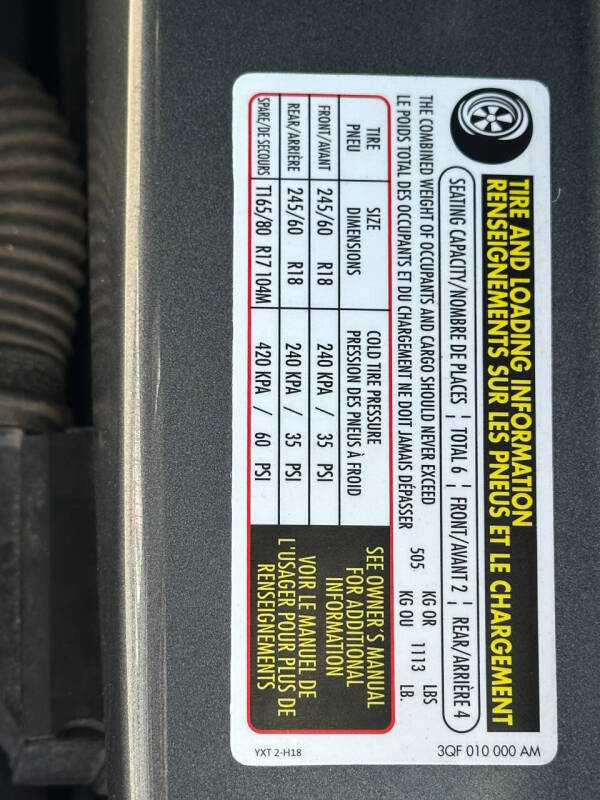 TIRE AND LOADING INFORMATION
RENSEIGNEMENTS SUR LES PNEUS ET LE CHARGEMENT
SEATING CAPACITY/NOMBRE DE PLACES ¦ TOTAL 6 ¦ FRONT/AVANT 2 ¦ REAR/ARRIÈRE 4
THE COMBINED WEIGHT OF OCCUPANTS AND CARGO SHOULD NEVER EXCEED 505 KG OR 1113 LBS
LE POIDS TOTAL DES OCCUPANTS ET DU CHARGEMENT NE DOIT JAMAIS DÉPASSER KG OU LB.
TIRE SIZE COLD TIRE PRESSURE
PNEU DIMENSIONS PRESSION DES PNEUS À FROID
FRONT/AVANT 245/60 R18 240 KPA / 35 PSI
REAR/ARRIÈRE 245/60 R18 240 KPA / 35 PSI
SPARE/DE SECOURS T165/80 R17 104M 420 KPA / 60 PSI
SEE OWNER'S MANUAL
FOR ADDITIONAL
INFORMATION
VOIR LE MANUEL DE
L'USAGER POUR PLUS DE
RENSEIGNEMENTS
YXT 2-H18
3QF 010 000 AM